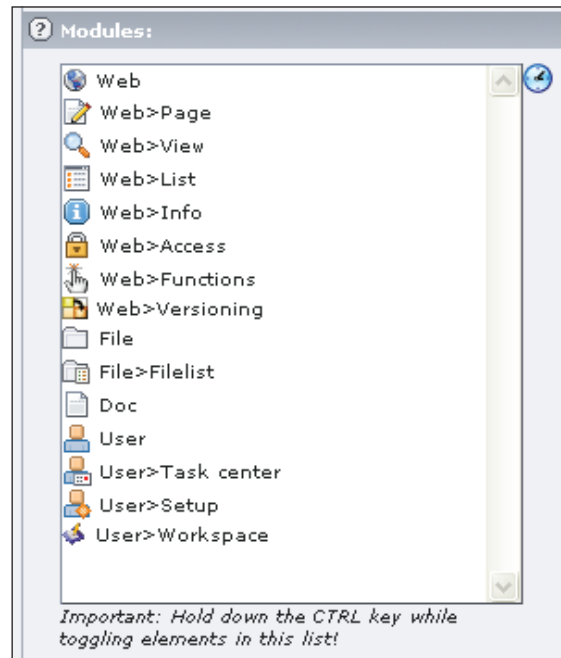 Modules:
Web
Web>Page
Web>View
Web>List
Web>Info
Web>Access
Web>Functions
Web>Versioning
File
File>Filelist
Doc
User
User>Task center
User>Setup
User>Workspace
Important: Hold down the CTRL key while
toggling elements in this list!